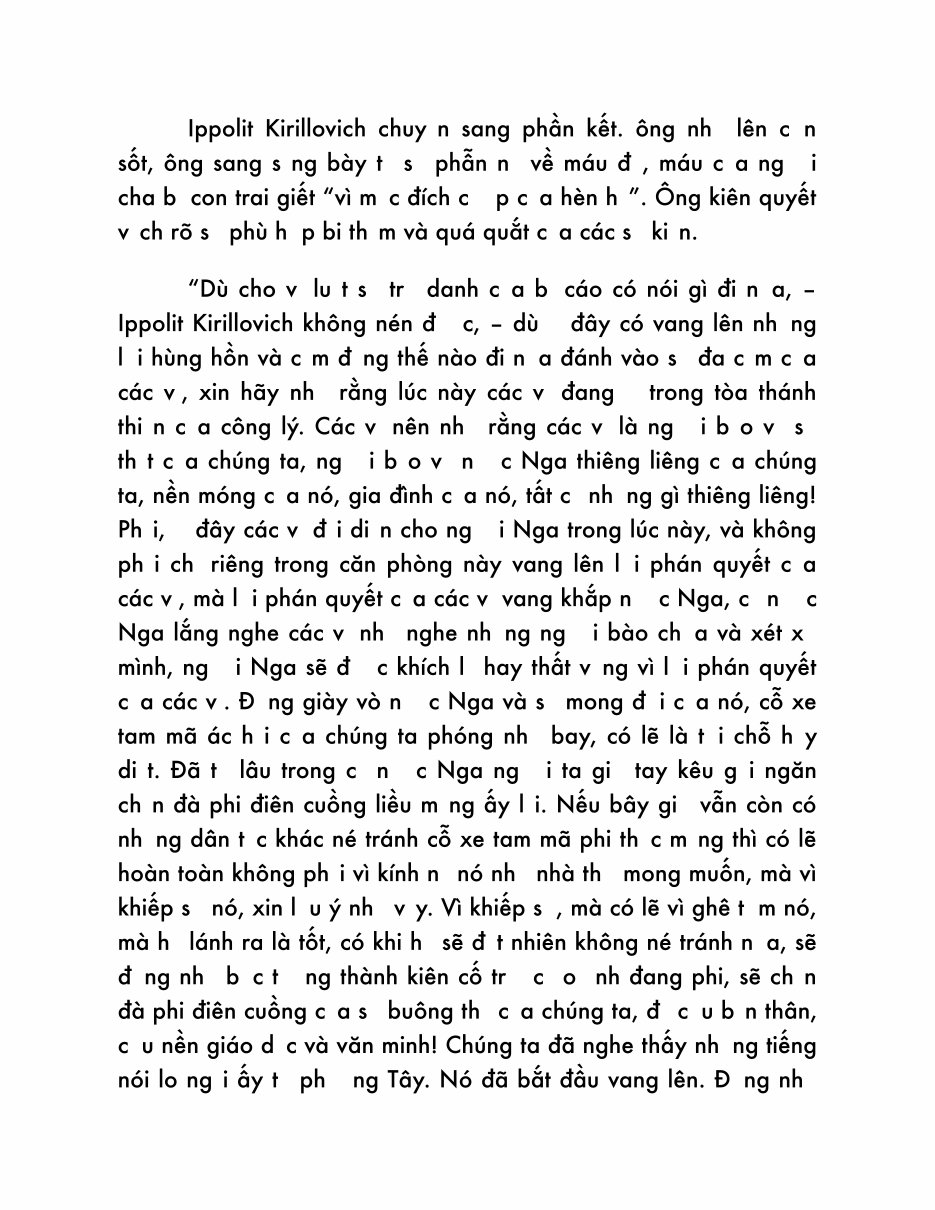 Ippolit Kirillovich chuy n sang phần kết. ông nh lên c n
sốt, ông sang s ng bày t s phẫn n về máu đ , máu c a ng i
cha b con trai giết “vì m c đích c p c a hèn h ”. Ông kiên quyết
v ch rõ s phù h p bi th m và quá quắt c a các s ki n.
“Dù cho v lu t s tr danh c a b cáo có nói gì đi n a, –
Ippolit Kirillovich không nén đ c, – dù đây có vang lên nh ng
l i hùng hồn và c m đ ng thế nào đi n a đánh vào s đa c m c a
các v , xin hãy nh rằng lúc này các v đang trong tòa thánh
thi n c a công lý. Các v nên nh rằng các v là ng i b o v s
th t c a chúng ta, ng i b o v n c Nga thiêng liêng c a chúng
ta, nền móng c a nó, gia đình c a nó, tất c nh ng gì thiêng liêng!
Ph i, đây các v đ i di n cho ng i Nga trong lúc này, và không
ph i ch riêng trong căn phòng này vang lên l i phán quyết c a
các v , mà l i phán quyết c a các v vang khắp n c Nga, c n c
Nga lắng nghe các v nh nghe nh ng ng i bào ch a và xét x
mình, ng i Nga sẽ đ c khích l hay thất v ng vì l i phán quyết
c a các v . Đ ng giày vò n c Nga và s mong đ i c a nó, cỗ xe
tam mã ác h i c a chúng ta phóng nh bay, có lẽ là t i chỗ h y
di t. Đã t lâu trong c n c Nga ng i ta gi tay kêu g i ngăn
ch n đà phi điên cuồng liều m ng ấy l i. Nếu bây gi vẫn còn có
nh ng dân t c khác né tránh cỗ xe tam mã phi th c m ng thì có lẽ
hoàn toàn không ph i vì kính n nó nh nhà th mong muốn, mà vì
khiếp s nó, xin l u ý nh v y. Vì khiếp s , mà có lẽ vì ghê t m nó,
mà h lánh ra là tốt, có khi h sẽ đ t nhiên không né tránh n a, sẽ
đ ng nh b c t ng thành kiên cố tr c o nh đang phi, sẽ ch n
đà phi điên cuồng c a s buông th c a chúng ta, đ c u b n thân,
c u nền giáo d c và văn minh! Chúng ta đã nghe thấy nh ng tiếng
nói lo ng i ấy t ph ng Tây. Nó đã bắt đầu vang lên. Đ ng nh